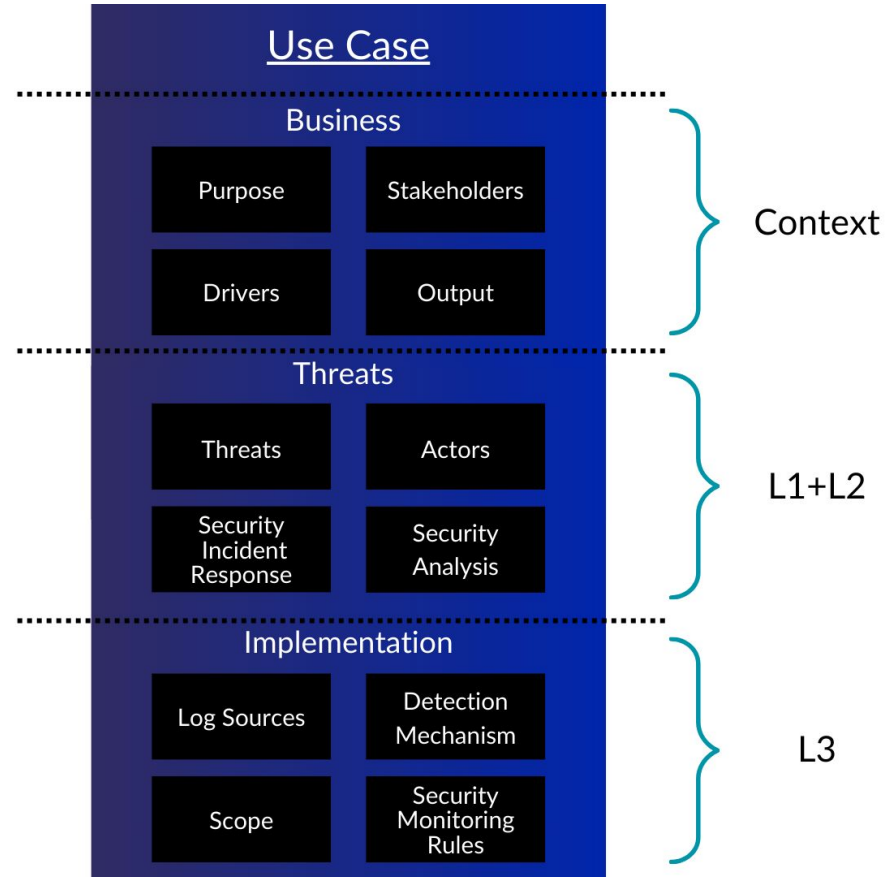 Use Case
Business
Purpose
Stakeholders
Drivers
Output
Context
Threats
Threats
Actors
Security
Incident
Response
Security
Analysis
L1+L2
Implementation
Log Sources
Detection
Mechanism
Scope
Security
Monitoring
Rules
L3